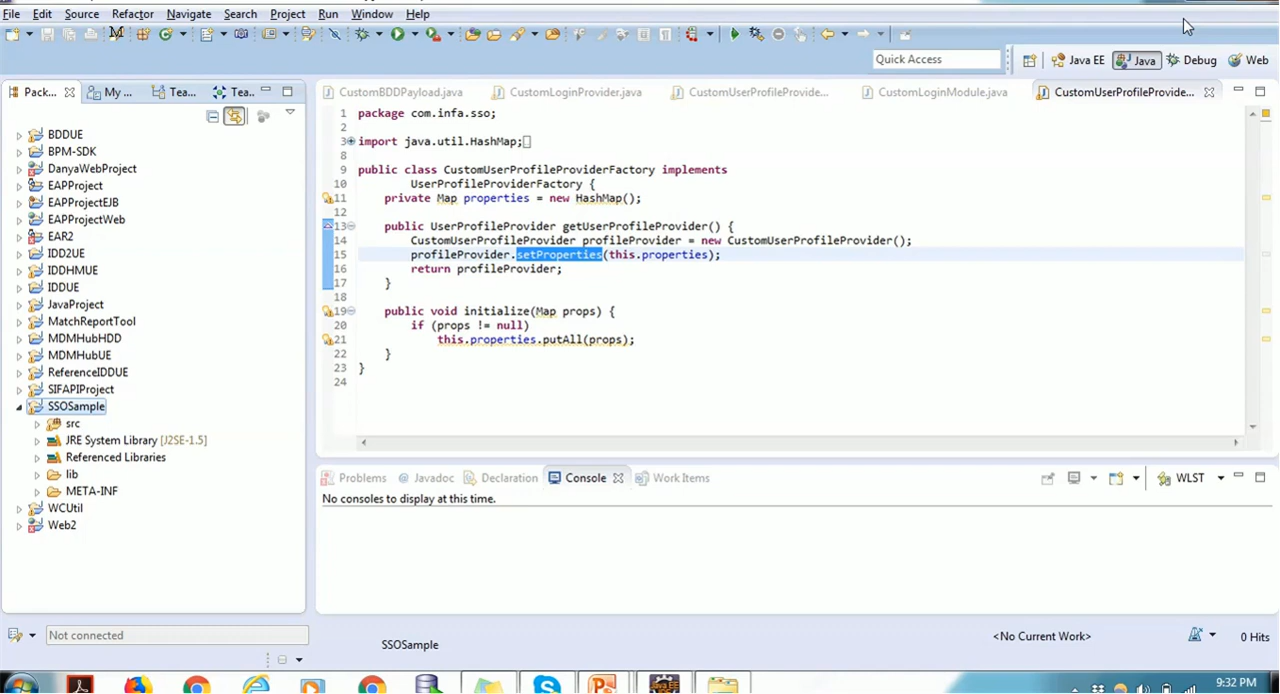 File Edit Source Refactor Navigate Search Project Run Window Help
Quick Access
Java EE Java Debug Web
Pack... My ... Tea... Tea..
CustomBDDPayload.java CustomLoginProvider.java CustomUserProfileProvide... CustomLoginModule.java CustomUserProfileProvide...
BDDUE
BPM-SDK
DanyaWebProject
EAPProject
EAPProjectEJB
EAPProjectWeb
EAR2
IDD2UE
IDDHMUE
IDDUE
JavaProject
MatchReportTool
MDMHubHDD
MDMHubUE
ReferenceIDDUE
SIFAPIProject
SSOSample
src
JRE System Library [J2SE-1.5]
Referenced Libraries
lib
META-INF
WCUtil
Web2
1 package com.infa.sso;
2
3 import java.util.HashMap;
8
9 public class CustomUserProfileProviderFactory implements
10 UserProfileProviderFactory {
11 private Map properties = new HashMap();
12
13 public UserProfileProvider getUserProfileProvider() {
14 CustomUserProfileProvider profileProvider = new CustomUserProfileProvider();
15 profileProvider.setProperties(this.properties);
16 return profileProvider;
17 }
18
19 public void initialize(Map props) {
20 if (props != null)
21 this.properties.putAll(props);
22 }
23 }
24
Problems @ Javadoc Declaration Console Work Items
WLST
No consoles to display at this time.
Not connected
SSOSample
<No Current Work>
0 Hits
9:32 PM